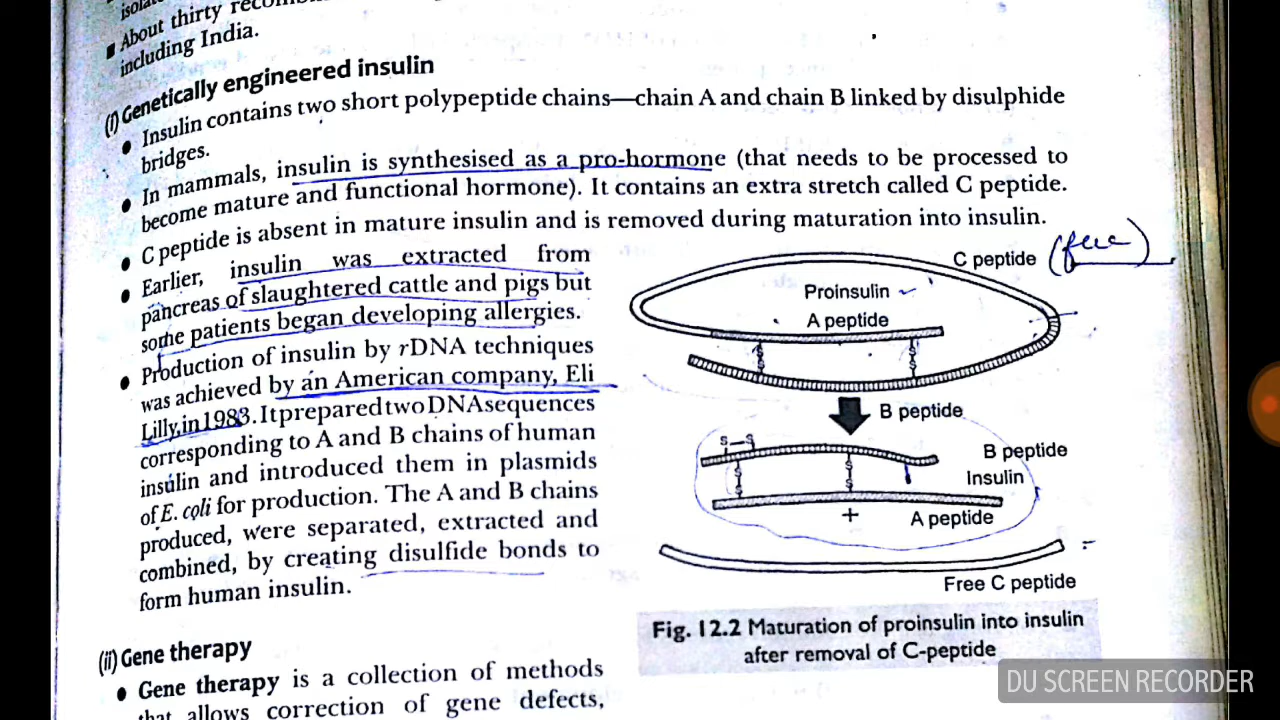 About thirty
including India.
(i) Genetically engineered insulin
● Insulin contains two short polypeptide chains—chain A and chain B linked by disulphide
bridges.
● In mammals, insulin is synthesised as a pro-hormone (that needs to be processed to
become mature and functional hormone). It contains an extra stretch called C peptide.
● C peptide is absent in mature insulin and is removed during maturation into insulin.
● Earlier, insulin was extracted from
pancreas of slaughtered cattle and pigs but
some patients began developing allergies.
● Production of insulin by rDNA techniques
was achieved by an American company, Eli
Lilly, in 1983. It prepared two DNA sequences
corresponding to A and B chains of human
insulin and introduced them in plasmids
of E. coli for production. The A and B chains
produced, were separated, extracted and
combined, by creating disulfide bonds to
form human insulin.
C peptide
Proinsulin
A peptide
S
S
S
S
B peptide
S—S
S
S
S
S
B peptide
Insulin
+
A peptide
Free C peptide
Fig. 12.2 Maturation of proinsulin into insulin
after removal of C-peptide
(ii) Gene therapy
● Gene therapy is a collection of methods
that allows correction of gene defects,
DU SCREEN RECORDER